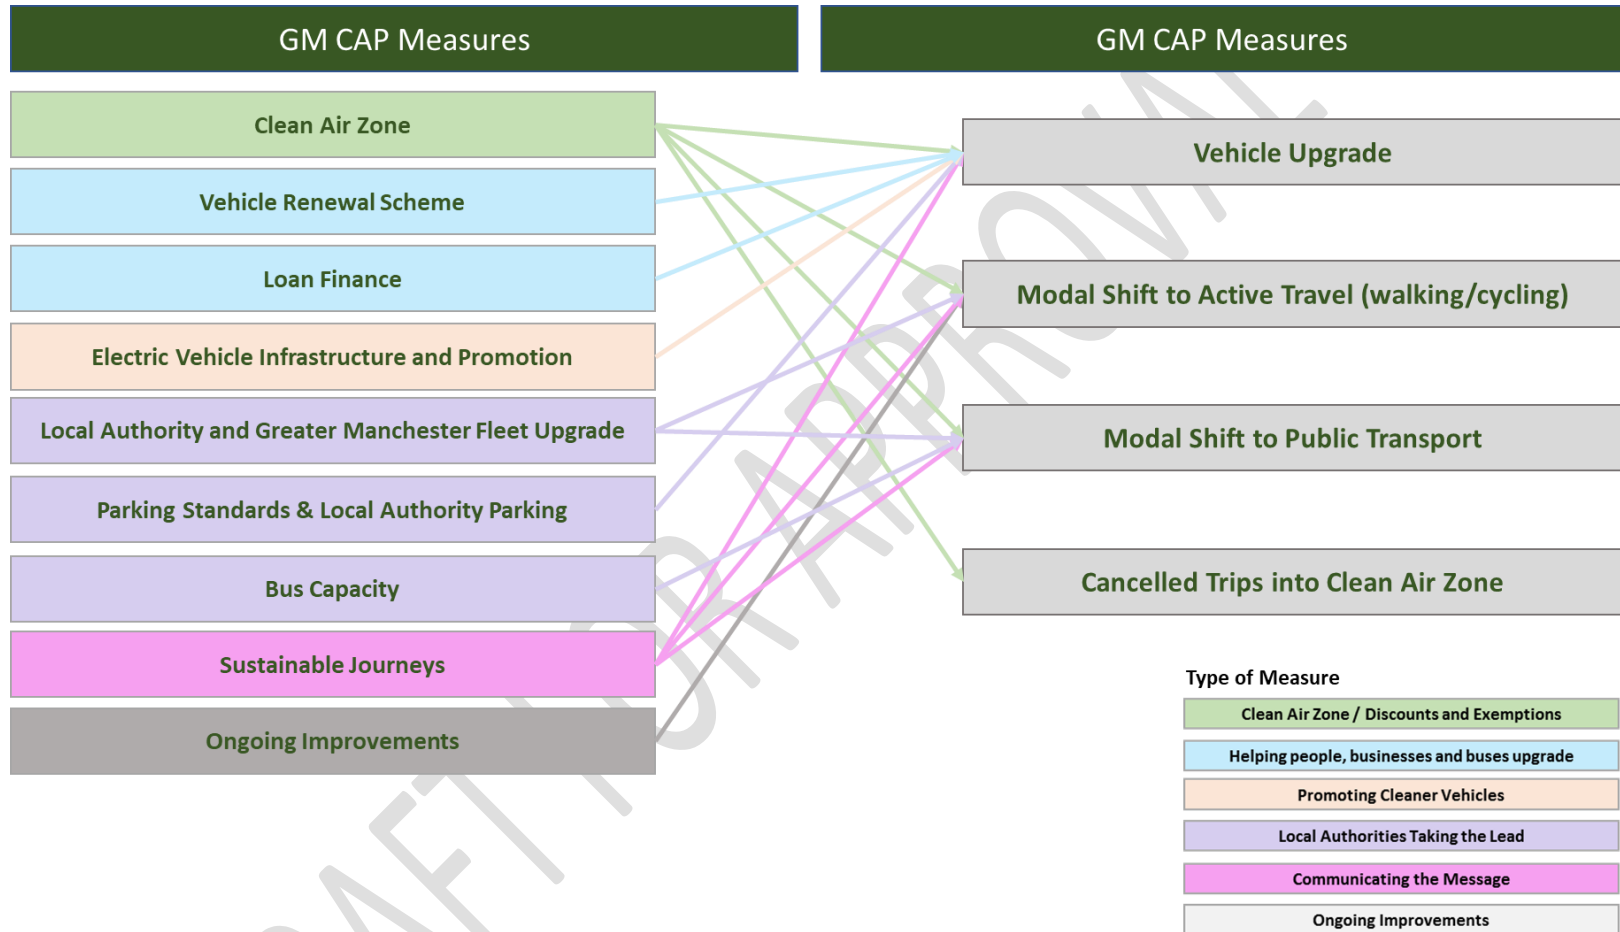 GM CAP Measures
GM CAP Measures
Clean Air Zone
Vehicle Renewal Scheme
Loan Finance
Electric Vehicle Infrastructure and Promotion
Local Authority and Greater Manchester Fleet Upgrade
Parking Standards & Local Authority Parking
Bus Capacity
Sustainable Journeys
Ongoing Improvements
Vehicle Upgrade
Modal Shift to Active Travel (walking/cycling)
Modal Shift to Public Transport
Cancelled Trips into Clean Air Zone
Type of Measure
Clean Air Zone / Discounts and Exemptions
Helping people, businesses and buses upgrade
Promoting Cleaner Vehicles
Local Authorities Taking the Lead
Communicating the Message
Ongoing Improvements
FOR APPROVAL